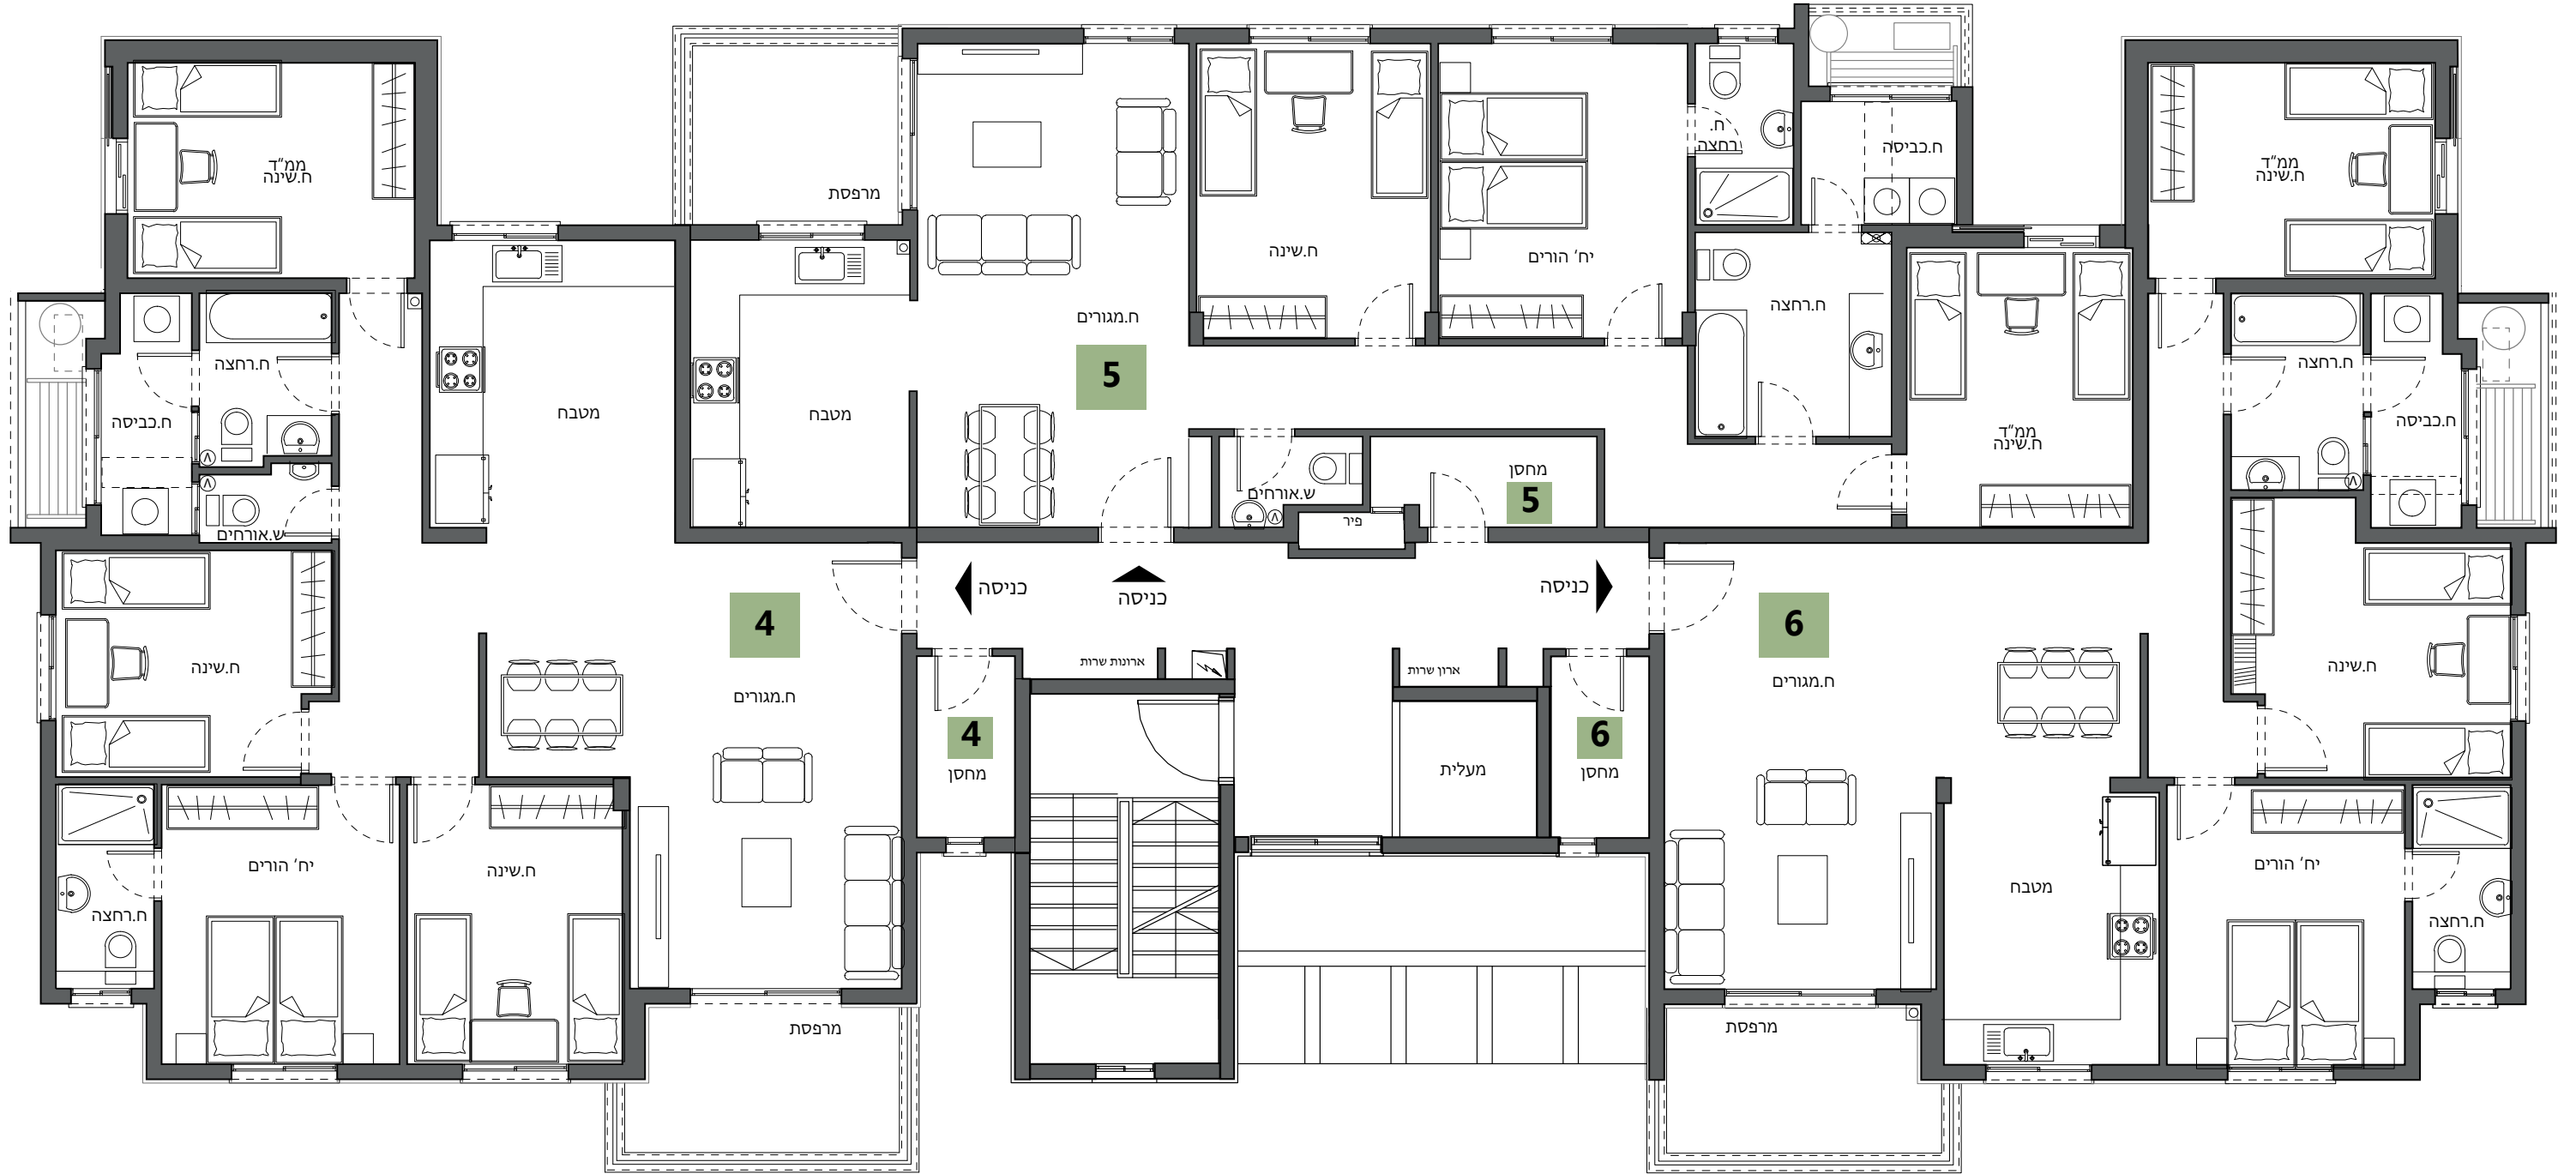 ממ"ד
ח.שינה
ח.רחצה
ח.כביסה
ש.אורחים
ח.שינה
ח.רחצה
יח' הורים
ח.שינה
מטבח
4
ח.מגורים
מרפסת
כניסה
4
מחסן
מרפסת
מטבח
ח.מגורים
5
ח.שינה
יח' הורים
ח.
רחצה
ח.כביסה
ח.רחצה
ממ"ד
ח.שינה
ש.אורחים
מחסן
5
פיר
כניסה
ארונות שרות
ארון שרות
מעלית
כניסה
6
מחסן
6
ח.מגורים
מרפסת
מטבח
ממ"ד
ח.שינה
ח.רחצה
ח.כביסה
ח.שינה
יח' הורים
ח.רחצה